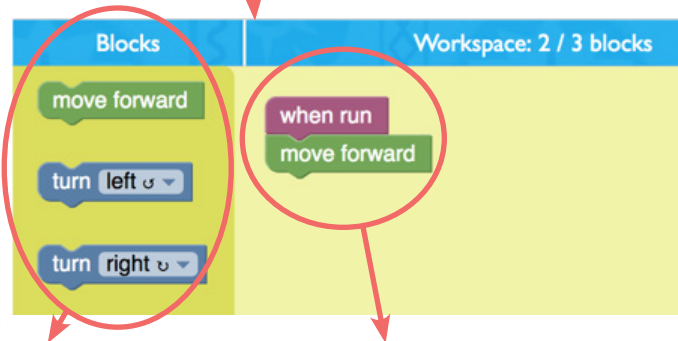 Blocks
Workspace: 2 / 3 blocks
move forward
turn left ↺
turn right ↻
when run
move forward